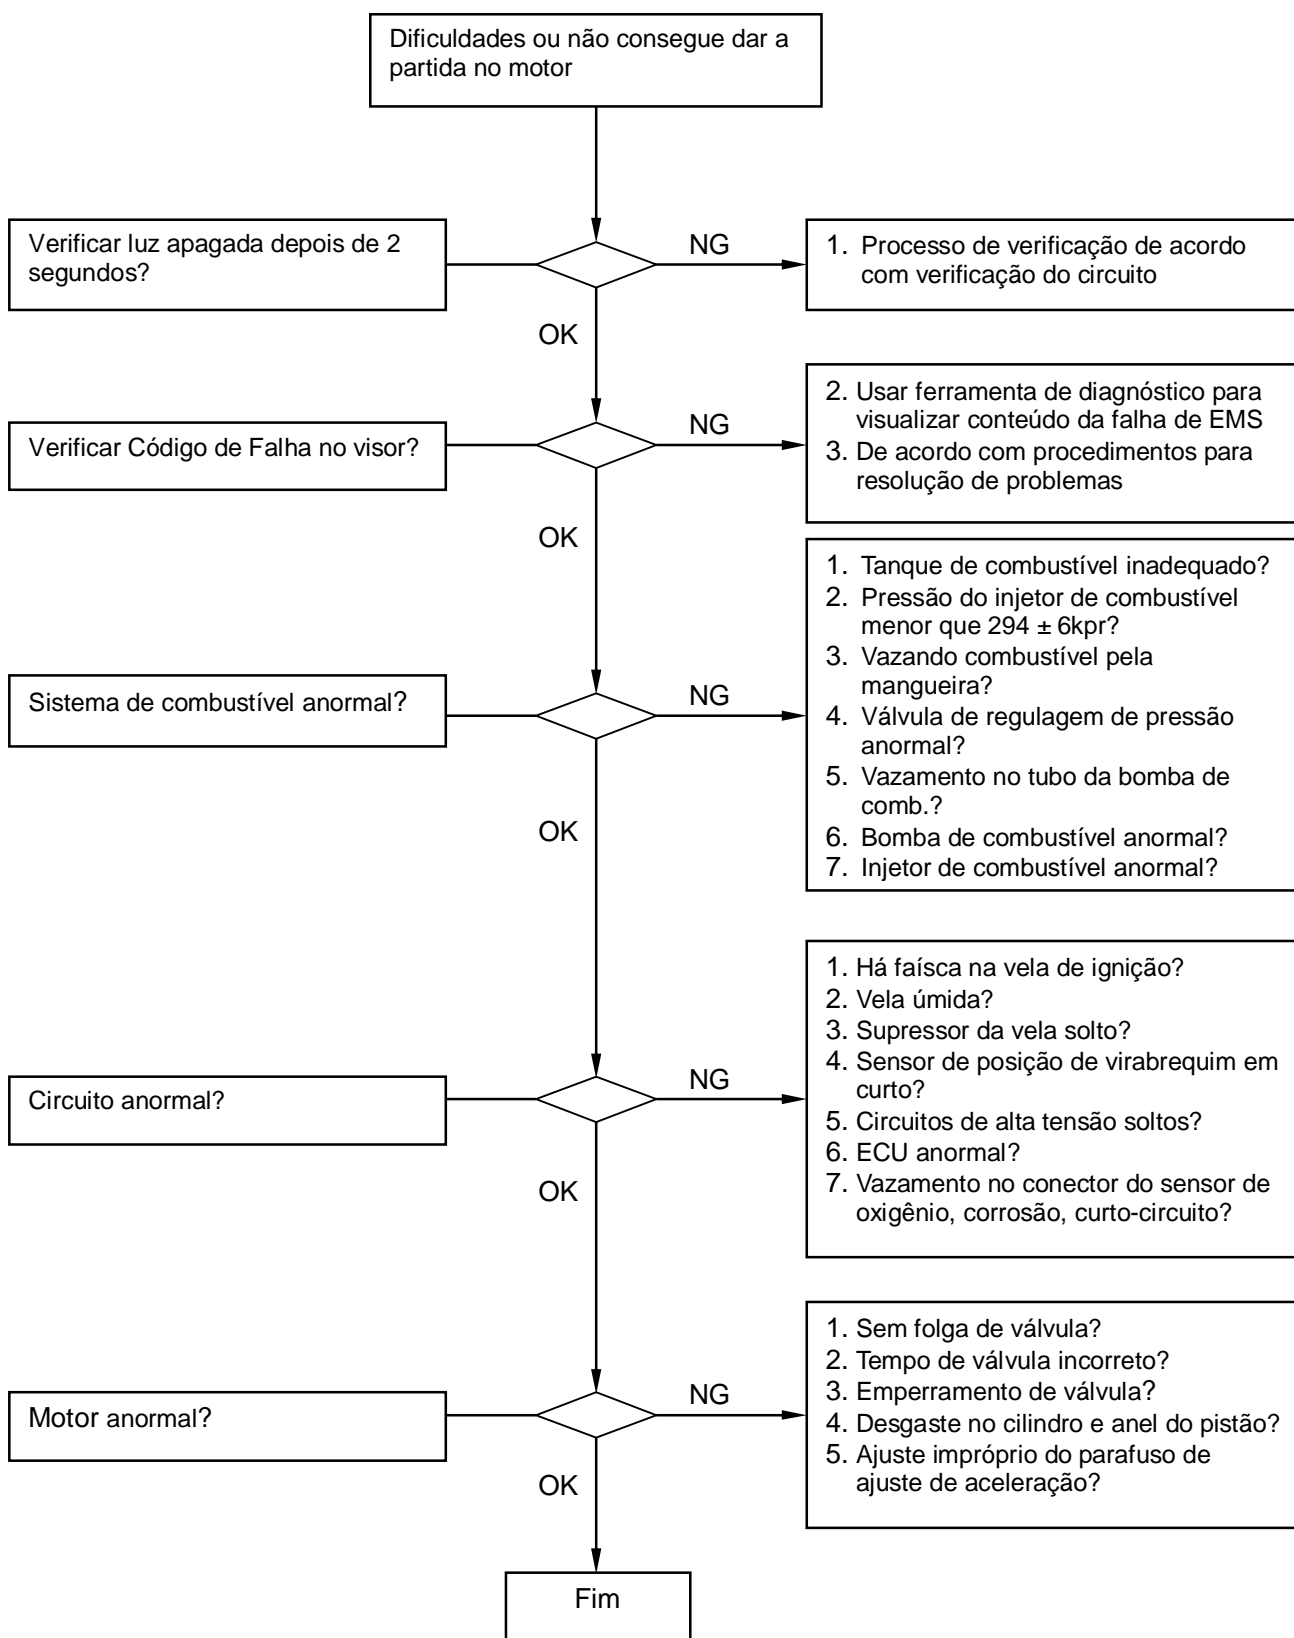 Dificuldades ou não consegue dar a
partida no motor
Verificar luz apagada depois de 2
segundos?
NG
1. Processo de verificação de acordo
com verificação do circuito
OK
Verificar Código de Falha no visor?
NG
2. Usar ferramenta de diagnóstico para
visualizar conteúdo da falha de EMS
3. De acordo com procedimentos para
resolução de problemas
OK
Sistema de combustível anormal?
NG
1. Tanque de combustível inadequado?
2. Pressão do injetor de combustível
menor que 294 ± 6kpr?
3. Vazando combustível pela
mangueira?
4. Válvula de regulagem de pressão
anormal?
5. Vazamento no tubo da bomba de
comb.?
6. Bomba de combustível anormal?
7. Injetor de combustível anormal?
OK
Circuito anormal?
NG
1. Há faísca na vela de ignição?
2. Vela úmida?
3. Supressor da vela solto?
4. Sensor de posição de virabrequim em
curto?
5. Circuitos de alta tensão soltos?
6. ECU anormal?
7. Vazamento no conector do sensor de
oxigênio, corrosão, curto-circuito?
OK
Motor anormal?
NG
1. Sem folga de válvula?
2. Tempo de válvula incorreto?
3. Emperramento de válvula?
4. Desgaste no cilindro e anel do pistão?
5. Ajuste impróprio do parafuso de
ajuste de aceleração?
OK
Fim